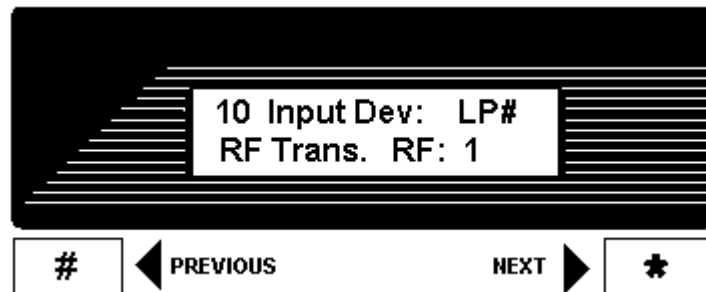 10 Input Dev: LP#
RF Trans. RF: 1
# PREVIOUS NEXT *